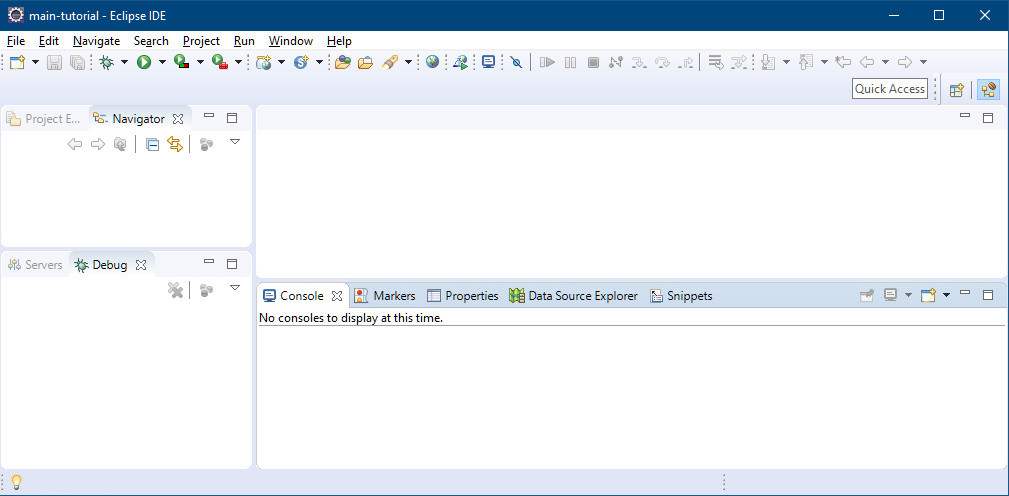 main-tutorial - Eclipse IDE
File Edit Navigate Search Project Run Window Help
Quick Access
Project E... Navigator
Servers Debug
Console Markers Properties Data Source Explorer Snippets
No consoles to display at this time.